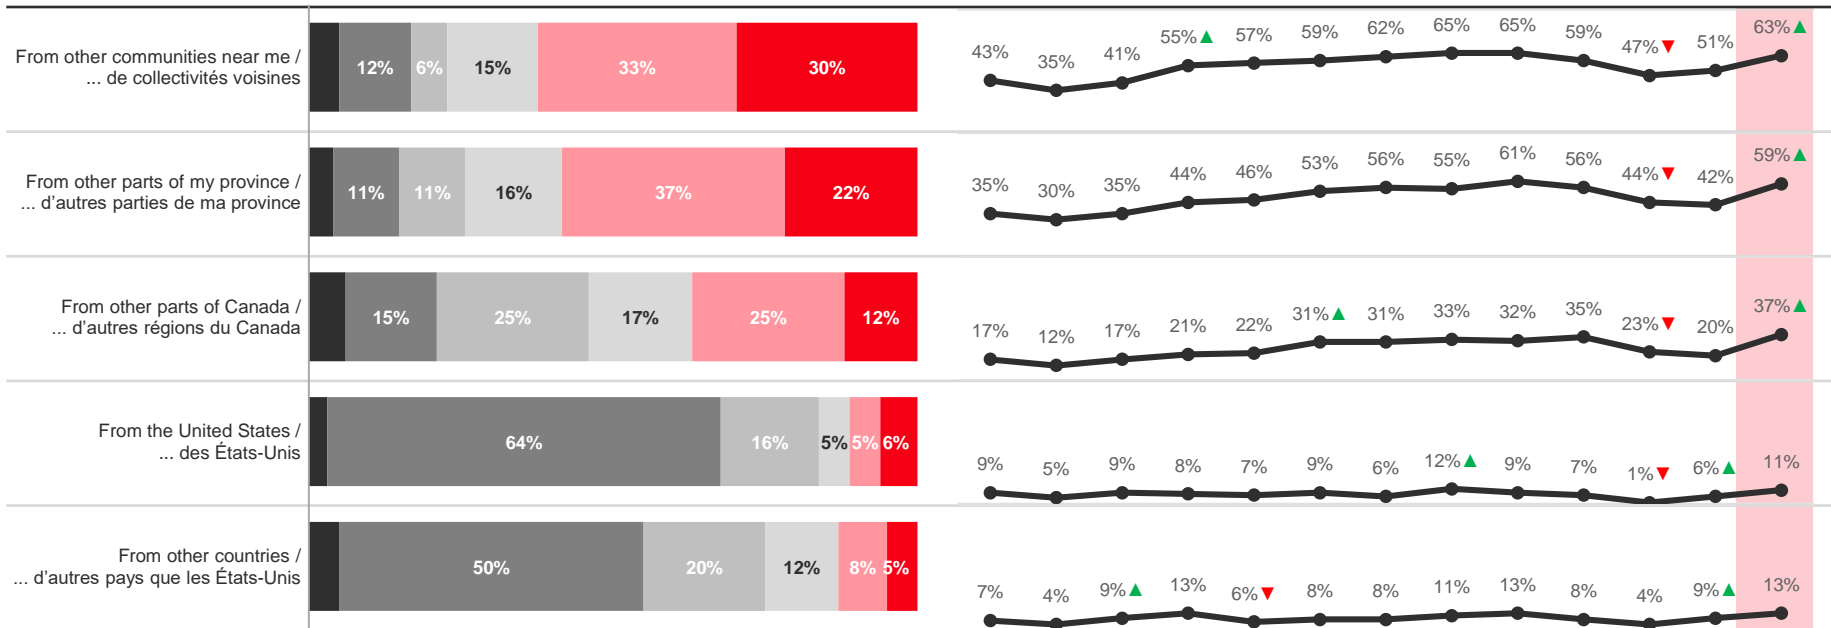 From other communities near me /
... de collectivités voisines
12% 6% 15% 33% 30%
43% 35% 41% 55% ▲ 57% 59% 62% 65% 65% 59% 47% ▼ 51% 63% ▲
From other parts of my province /
... d'autres parties de ma province
11% 11% 16% 37% 22%
35% 30% 35% 44% 46% 53% 56% 55% 61% 56% 44% ▼ 42% 59% ▲
From other parts of Canada /
... d'autres régions du Canada
15% 25% 17% 25% 12%
17% 12% 17% 21% 22% 31% ▲ 31% 33% 32% 35% 23% ▼ 20% 37% ▲
From the United States /
... des États-Unis
64% 16% 5% 5% 6%
9% 5% 9% 8% 7% 9% 6% 12% ▲ 9% 7% 1% ▼ 6% ▲ 11%
From other countries /
... d'autres pays que les États-Unis
50% 20% 12% 8% 5%
7% 4% 9% ▲ 13% 6% ▼ 8% 8% 11% 13% 8% 4% 9% ▲ 13%